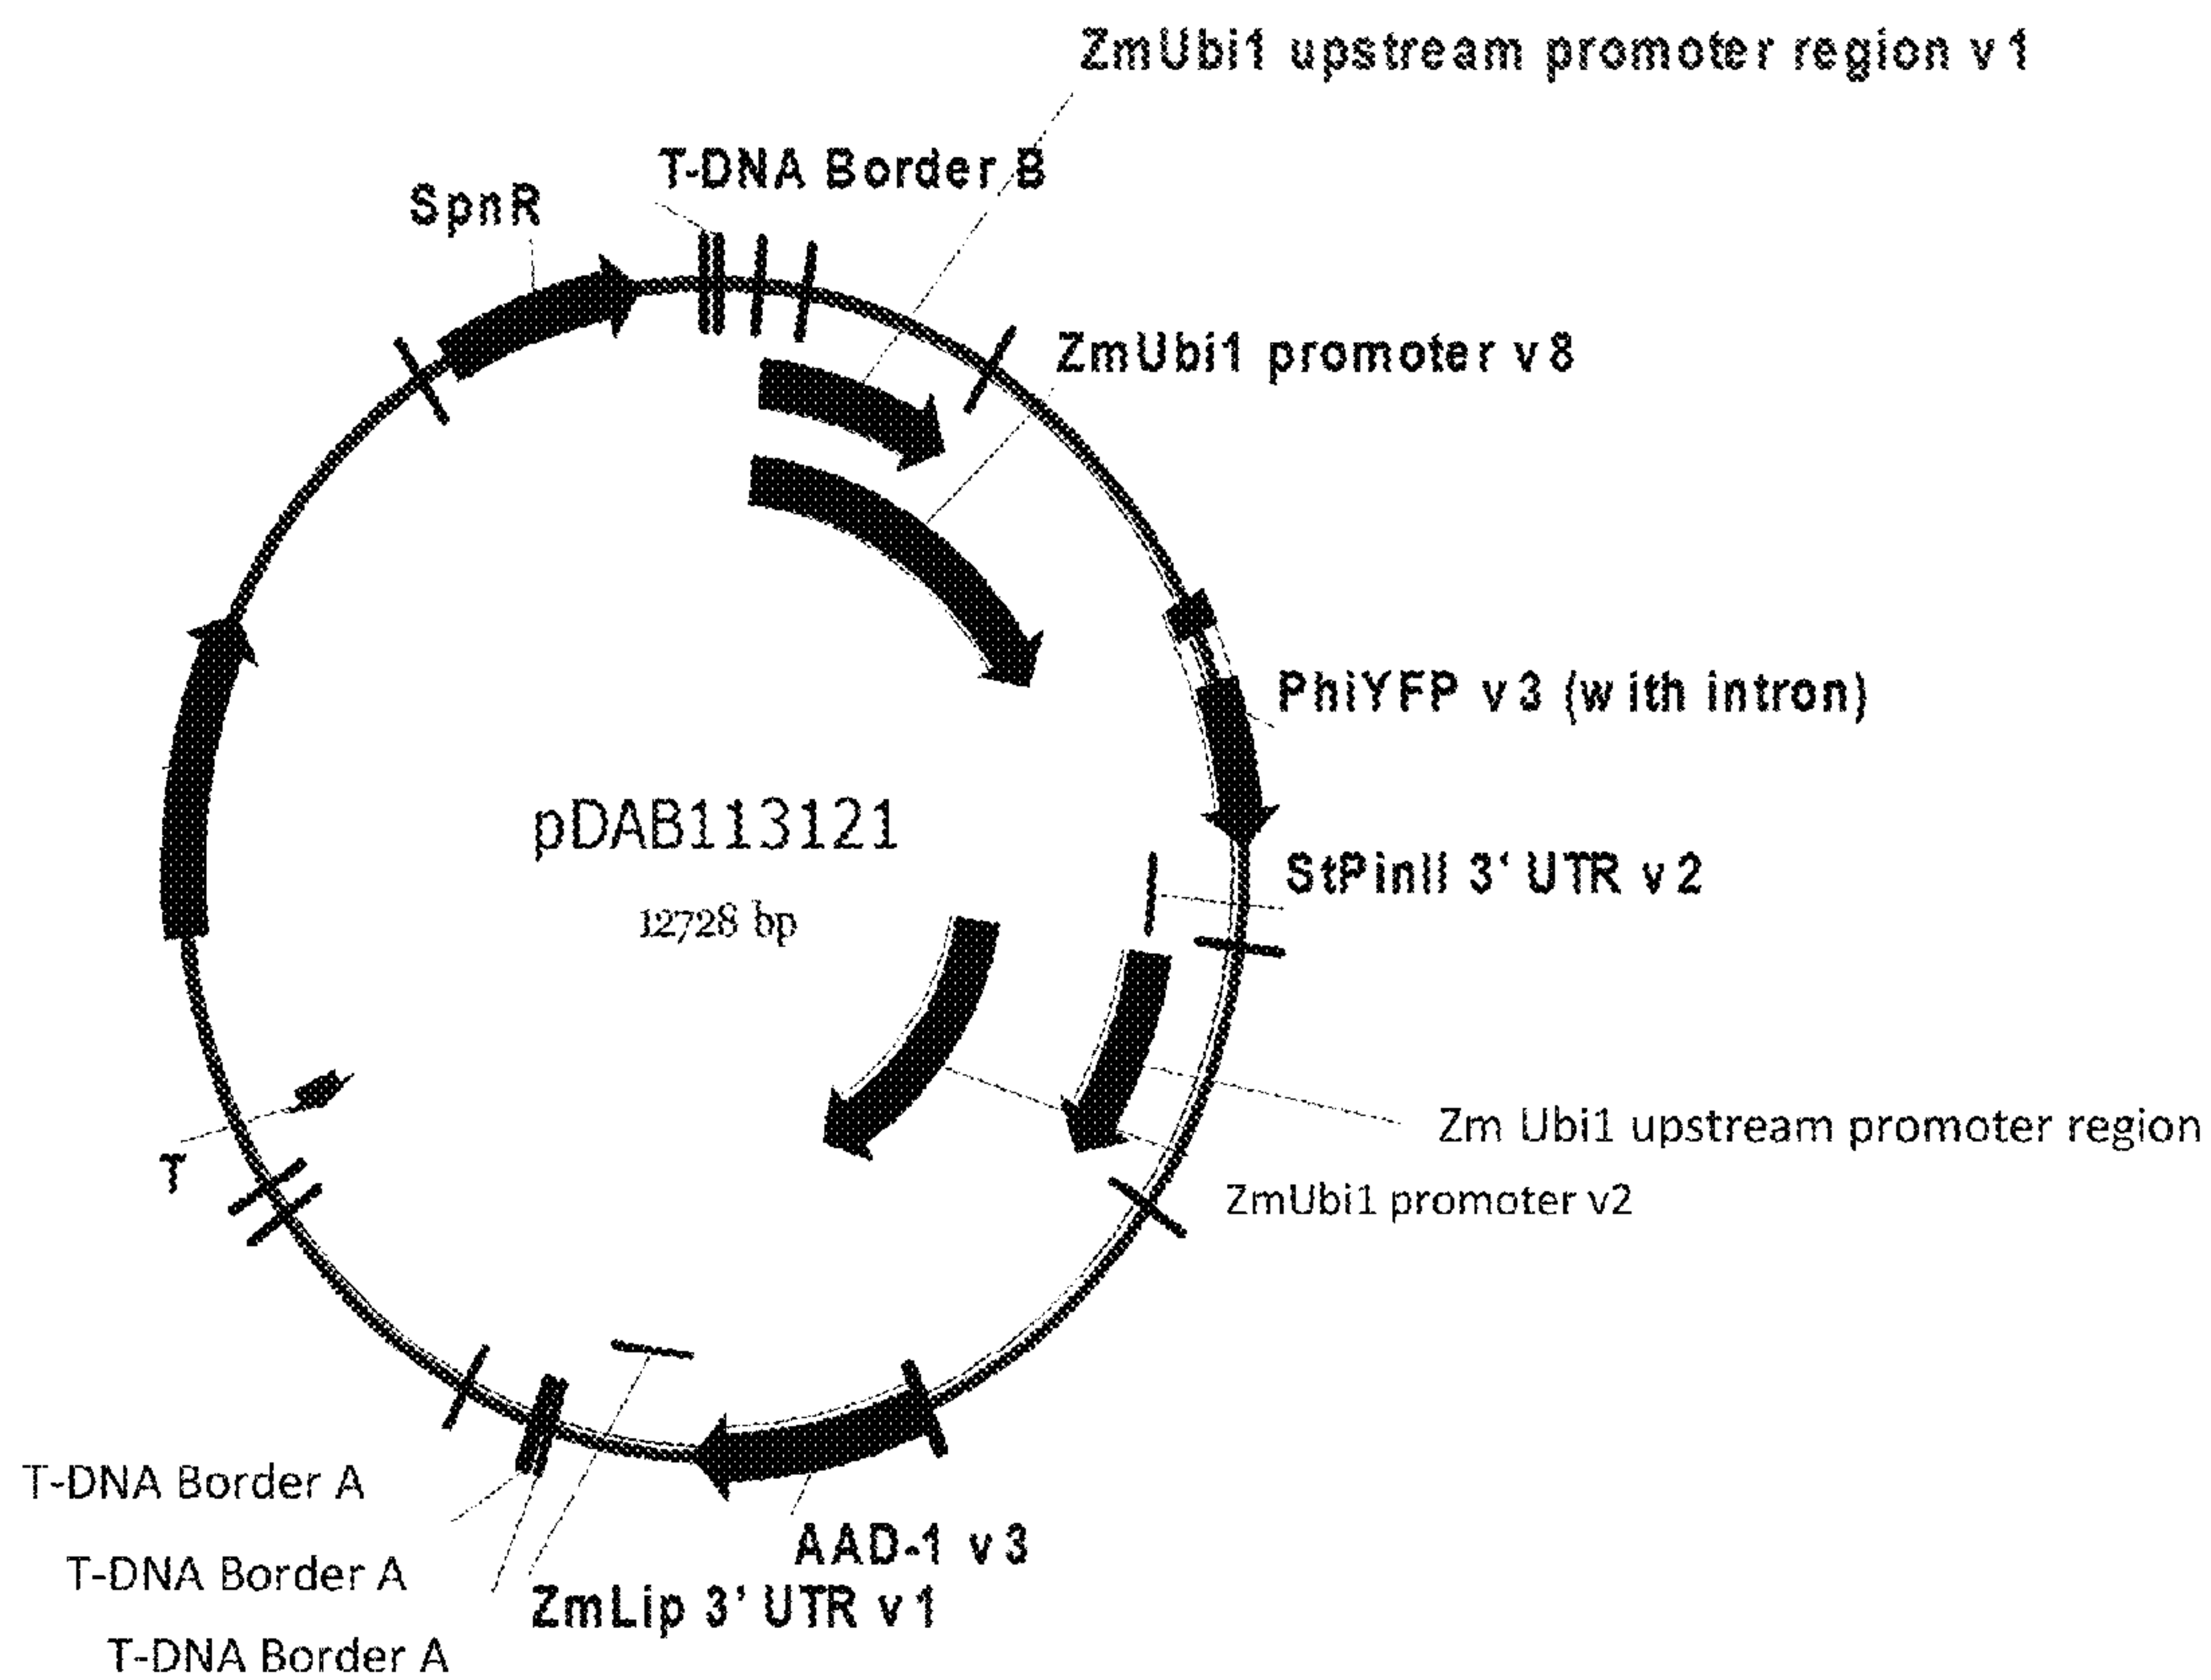 ZmUbi1 upstream promoter region v1
T-DNA Border B
SpnR
ZmUbi1 promoter v8
PhiYFP v3 (with intron)
pDAB113121
12728 bp
StPinII 3' UTR v2
Zm Ubi1 upstream promoter region
T
ZmUbi1 promoter v2
T-DNA Border A
AAD-1 v3
T-DNA Border A
ZmLip 3' UTR v1
T-DNA Border A